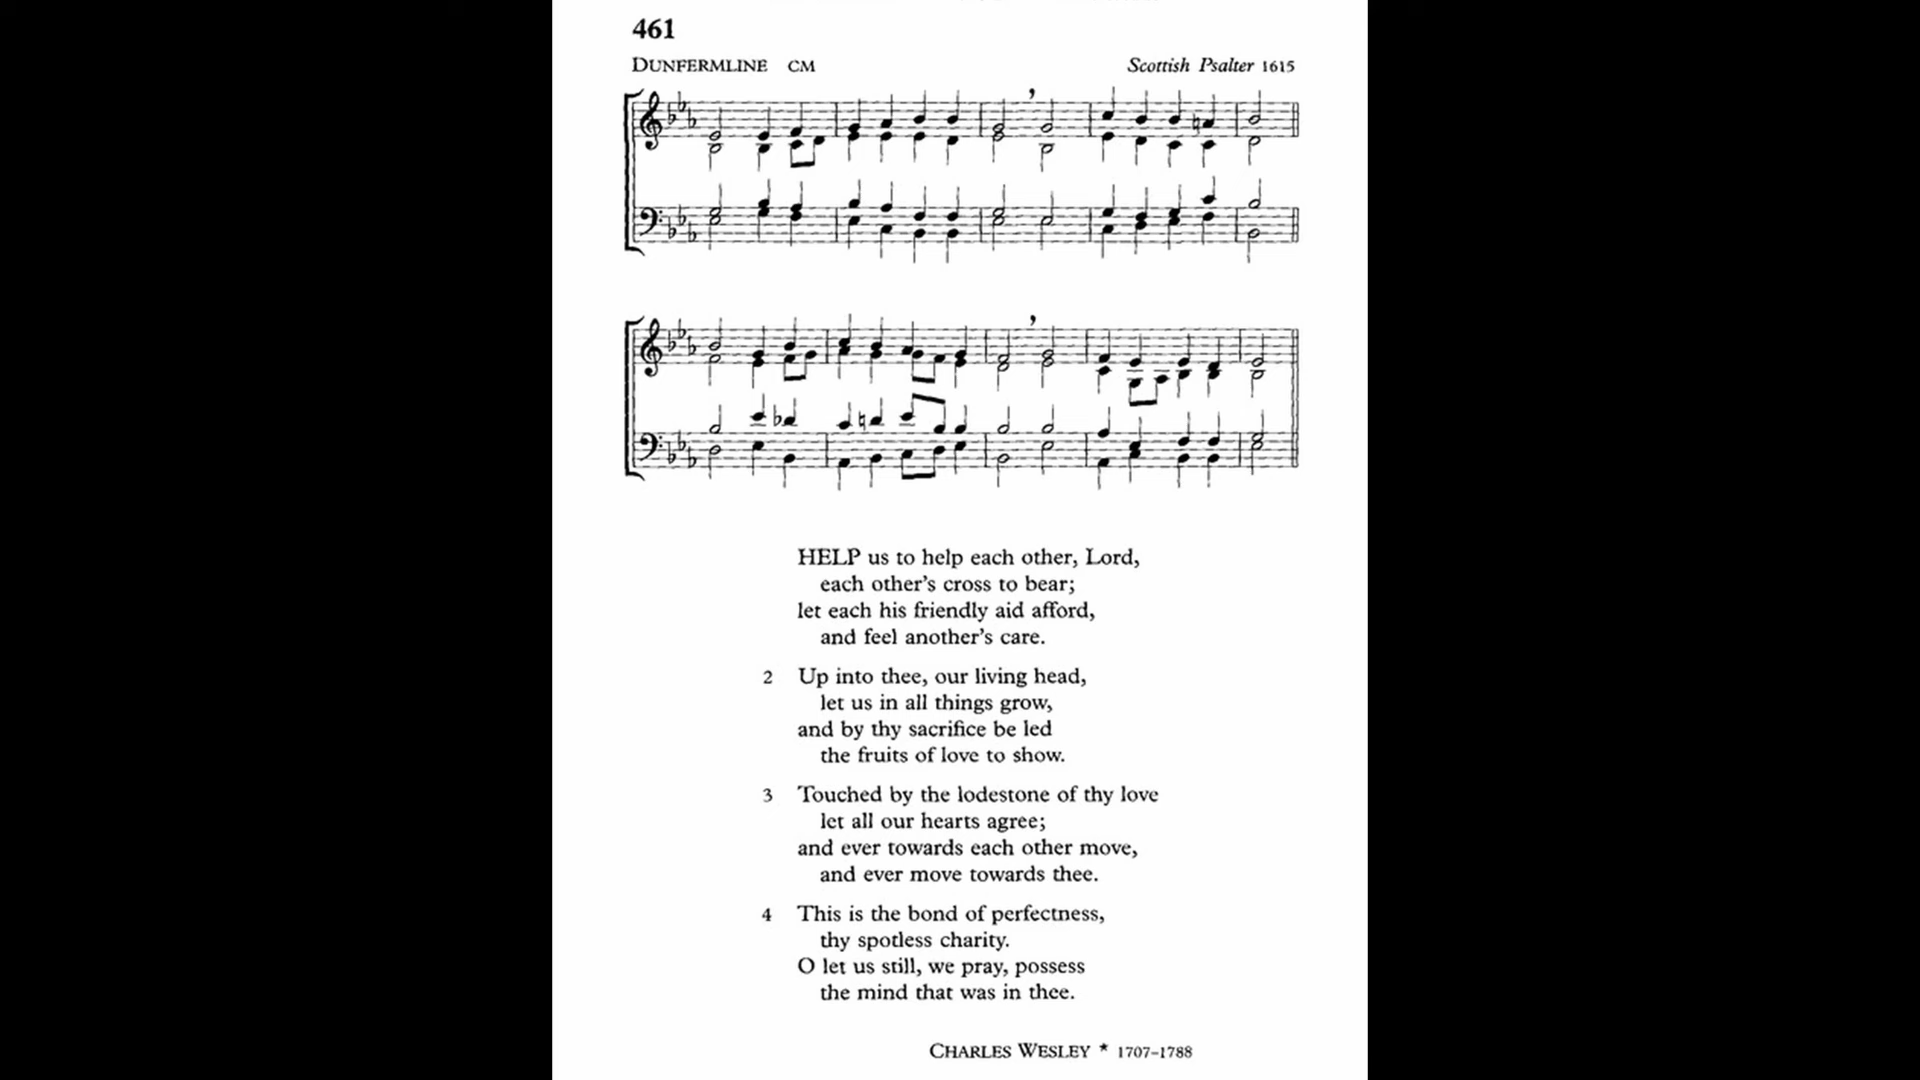 461
DUNFERMLINE CM Scottish Psalter 1615
HELP us to help each other, Lord,
each other's cross to bear;
let each his friendly aid afford,
and feel another's care.
2 Up into thee, our living head,
let us in all things grow,
and by thy sacrifice be led
the fruits of love to show.
3 Touched by the lodestone of thy love
let all our hearts agree;
and ever towards each other move,
and ever move towards thee.
4 This is the bond of perfectness,
thy spotless charity.
O let us still, we pray, possess
the mind that was in thee.
CHARLES WESLEY * 1707–1788